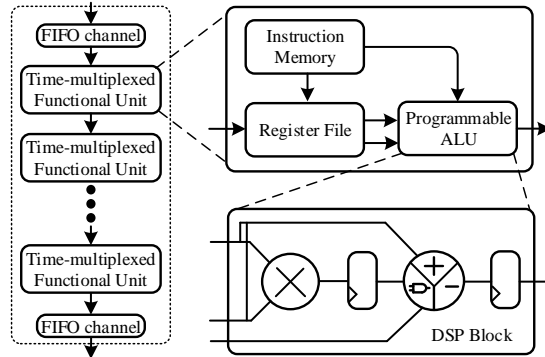 FIFO channel
Time-multiplexed
Functional Unit
Time-multiplexed
Functional Unit
Time-multiplexed
Functional Unit
FIFO channel
Instruction
Memory
Register File
Programmable
ALU
+
−
DSP Block